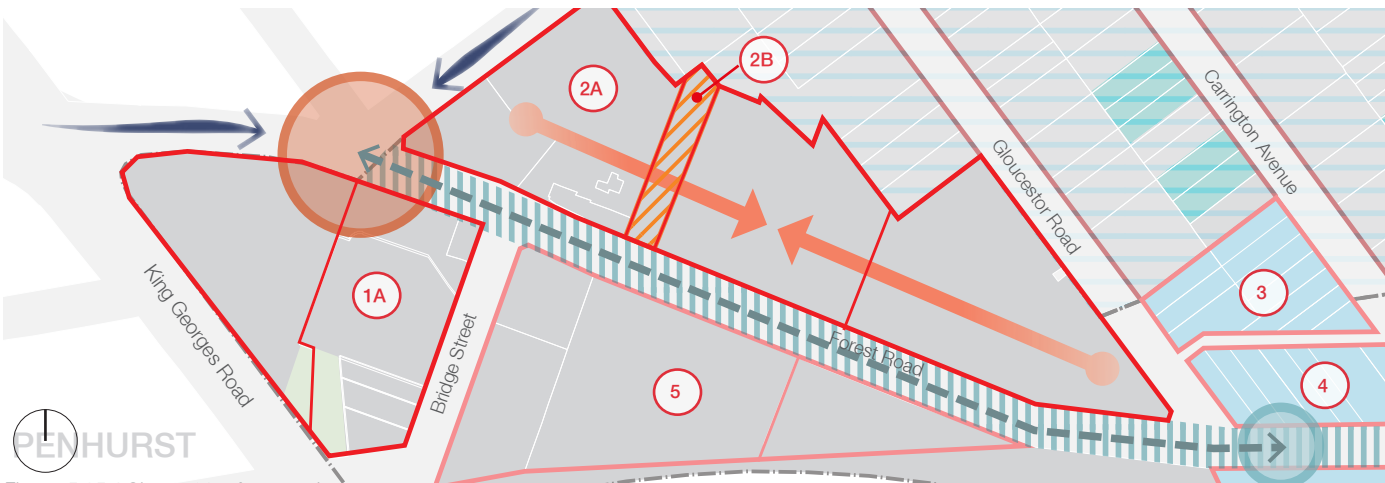 2B
2A
Carrington Avenue
Gloucestor Road
3
1A
King Georges Road
Bridge Street
Forest Road
4
5
PENHURST